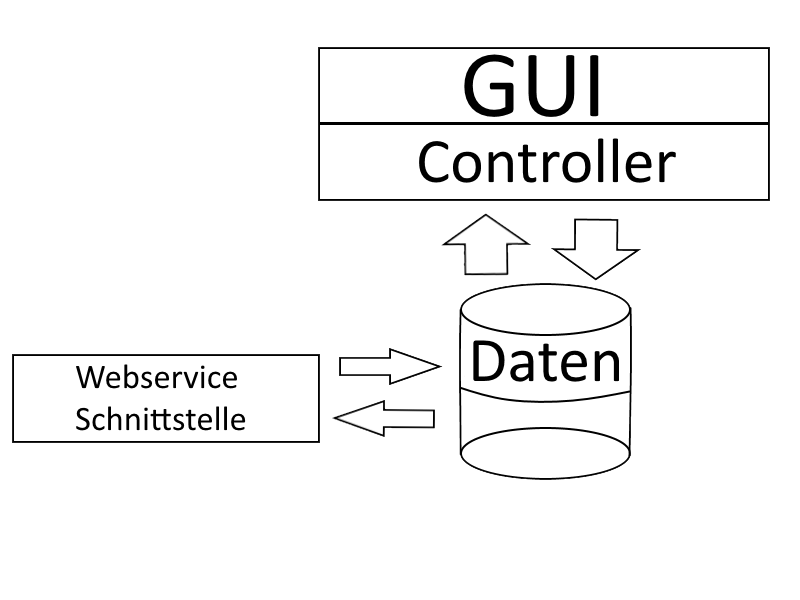 GUI
Controller
Daten
Webservice
Schnittstelle